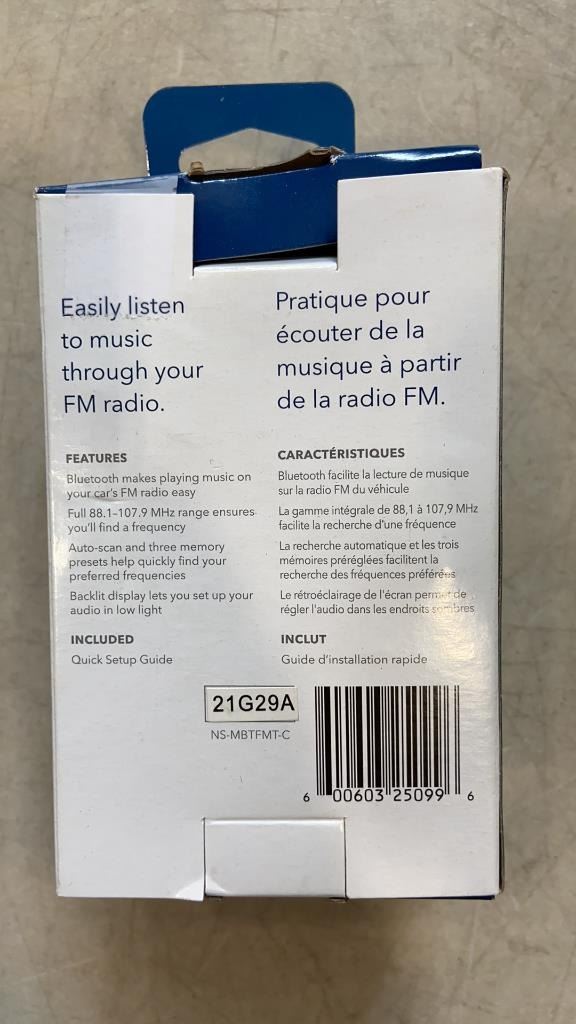 Easily listen
to music
through your
FM radio.
FEATURES
Bluetooth makes playing music on
your car's FM radio easy
Full 88.1–107.9 MHz range ensures
you'll find a frequency
Auto-scan and three memory
presets help quickly find your
preferred frequencies
Backlit display lets you set up your
audio in low light
INCLUDED
Quick Setup Guide
Pratique pour
écouter de la
musique à partir
de la radio FM.
CARACTÉRISTIQUES
Bluetooth facilite la lecture de musique
sur la radio FM du véhicule
La gamme intégrale de 88,1 à 107,9 MHz
facilite la recherche d'une fréquence
La recherche automatique et les trois
mémoires préréglées facilitent la
recherche des fréquences préférées
Le rétroéclairage de l'écran permet de
régler l'audio dans les endroits sombres
INCLUT
Guide d'installation rapide
21G29A
NS-MBTFMT-C
6 00603 25099 6